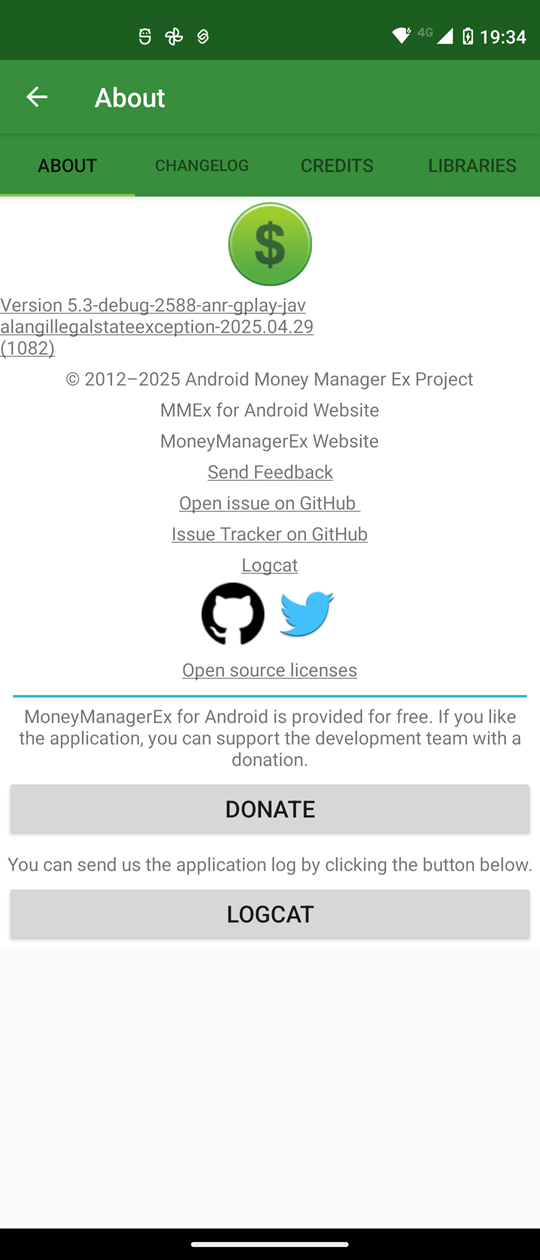 4G 19:34
About
ABOUT CHANGELOG CREDITS LIBRARIES
$
Version 5.3-debug-2588-anr-gplay-jav
alangillegalstateexception-2025.04.29
(1082)
© 2012–2025 Android Money Manager Ex Project
MMEx for Android Website
MoneyManagerEx Website
Send Feedback
Open issue on GitHub
Issue Tracker on GitHub
Logcat
Open source licenses
MoneyManagerEx for Android is provided for free. If you like
the application, you can support the development team with a
donation.
DONATE
You can send us the application log by clicking the button below.
LOGCAT